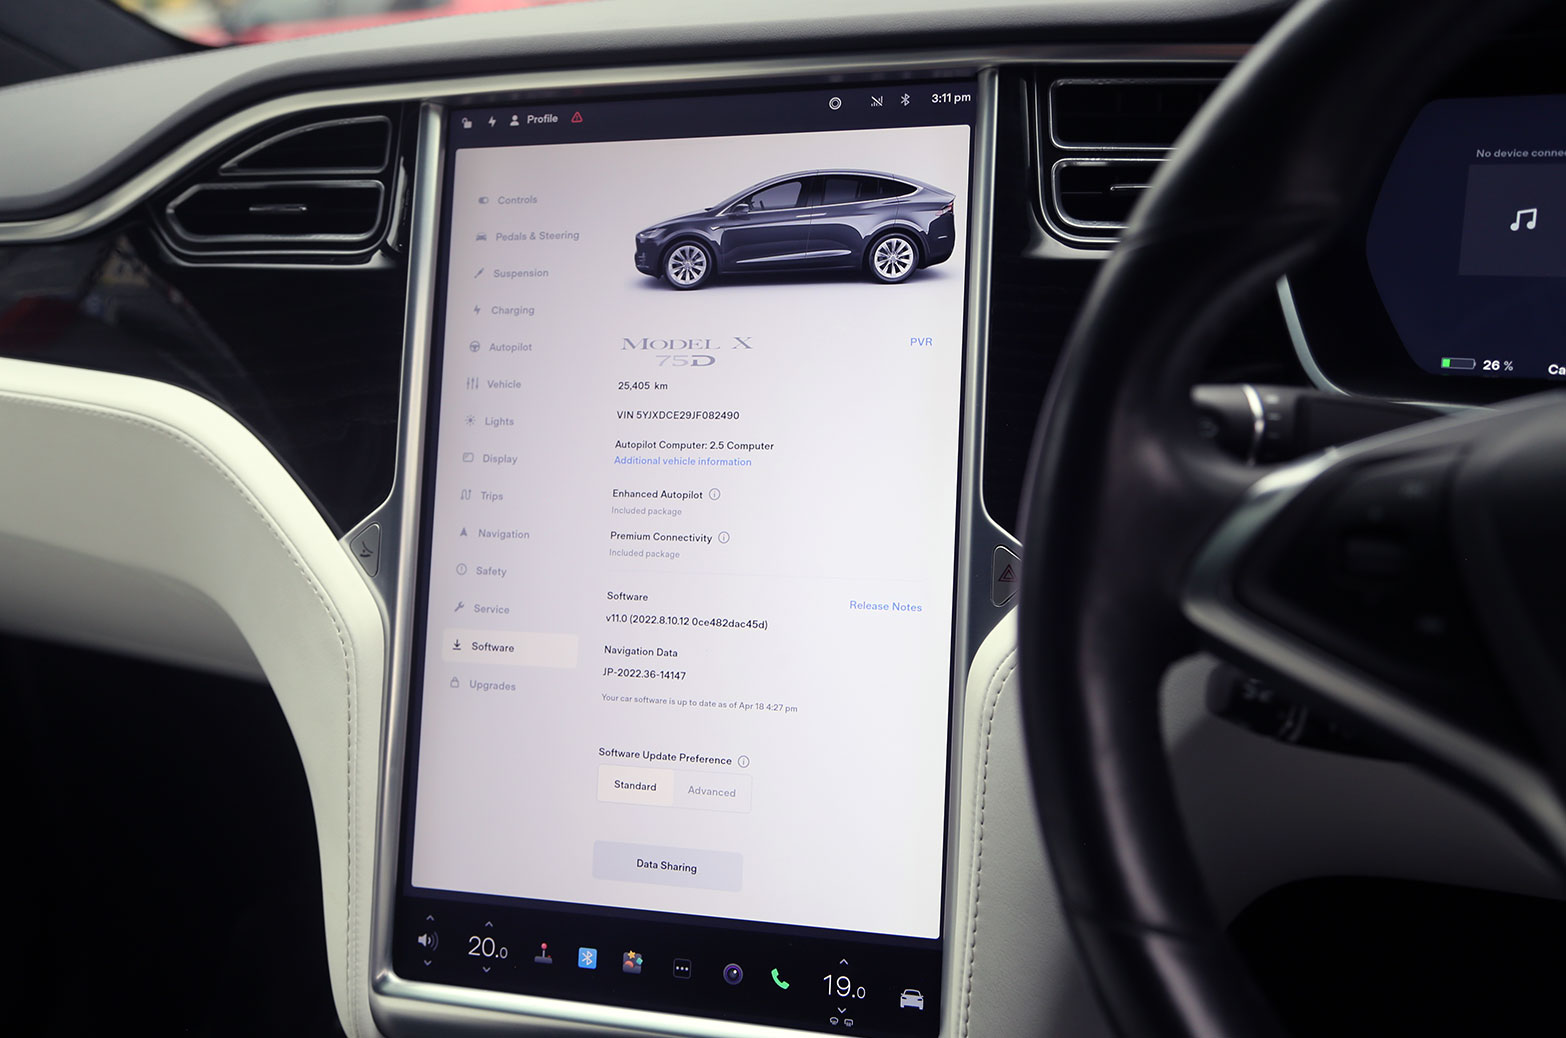 Profile
3:11 pm
Controls
Pedals & Steering
Suspension
Charging
Autopilot
Vehicle
Lights
Display
Trips
Navigation
Safety
Service
Software
Upgrades
MODEL X
75D
PVR
25,405 km
VIN 5YJXDCE29JF082490
Autopilot Computer: 2.5 Computer
Additional vehicle information
Enhanced Autopilot
Included package
Premium Connectivity
Included package
Software
Release Notes
v11.0 (2022.8.10.12 0ce482dac45d)
Navigation Data
JP-2022.36-14147
Your car software is up to date as of Apr 18 4:27 pm
Software Update Preference
Standard
Advanced
Data Sharing
20.0
19.0
No device conne
26 %
Ca